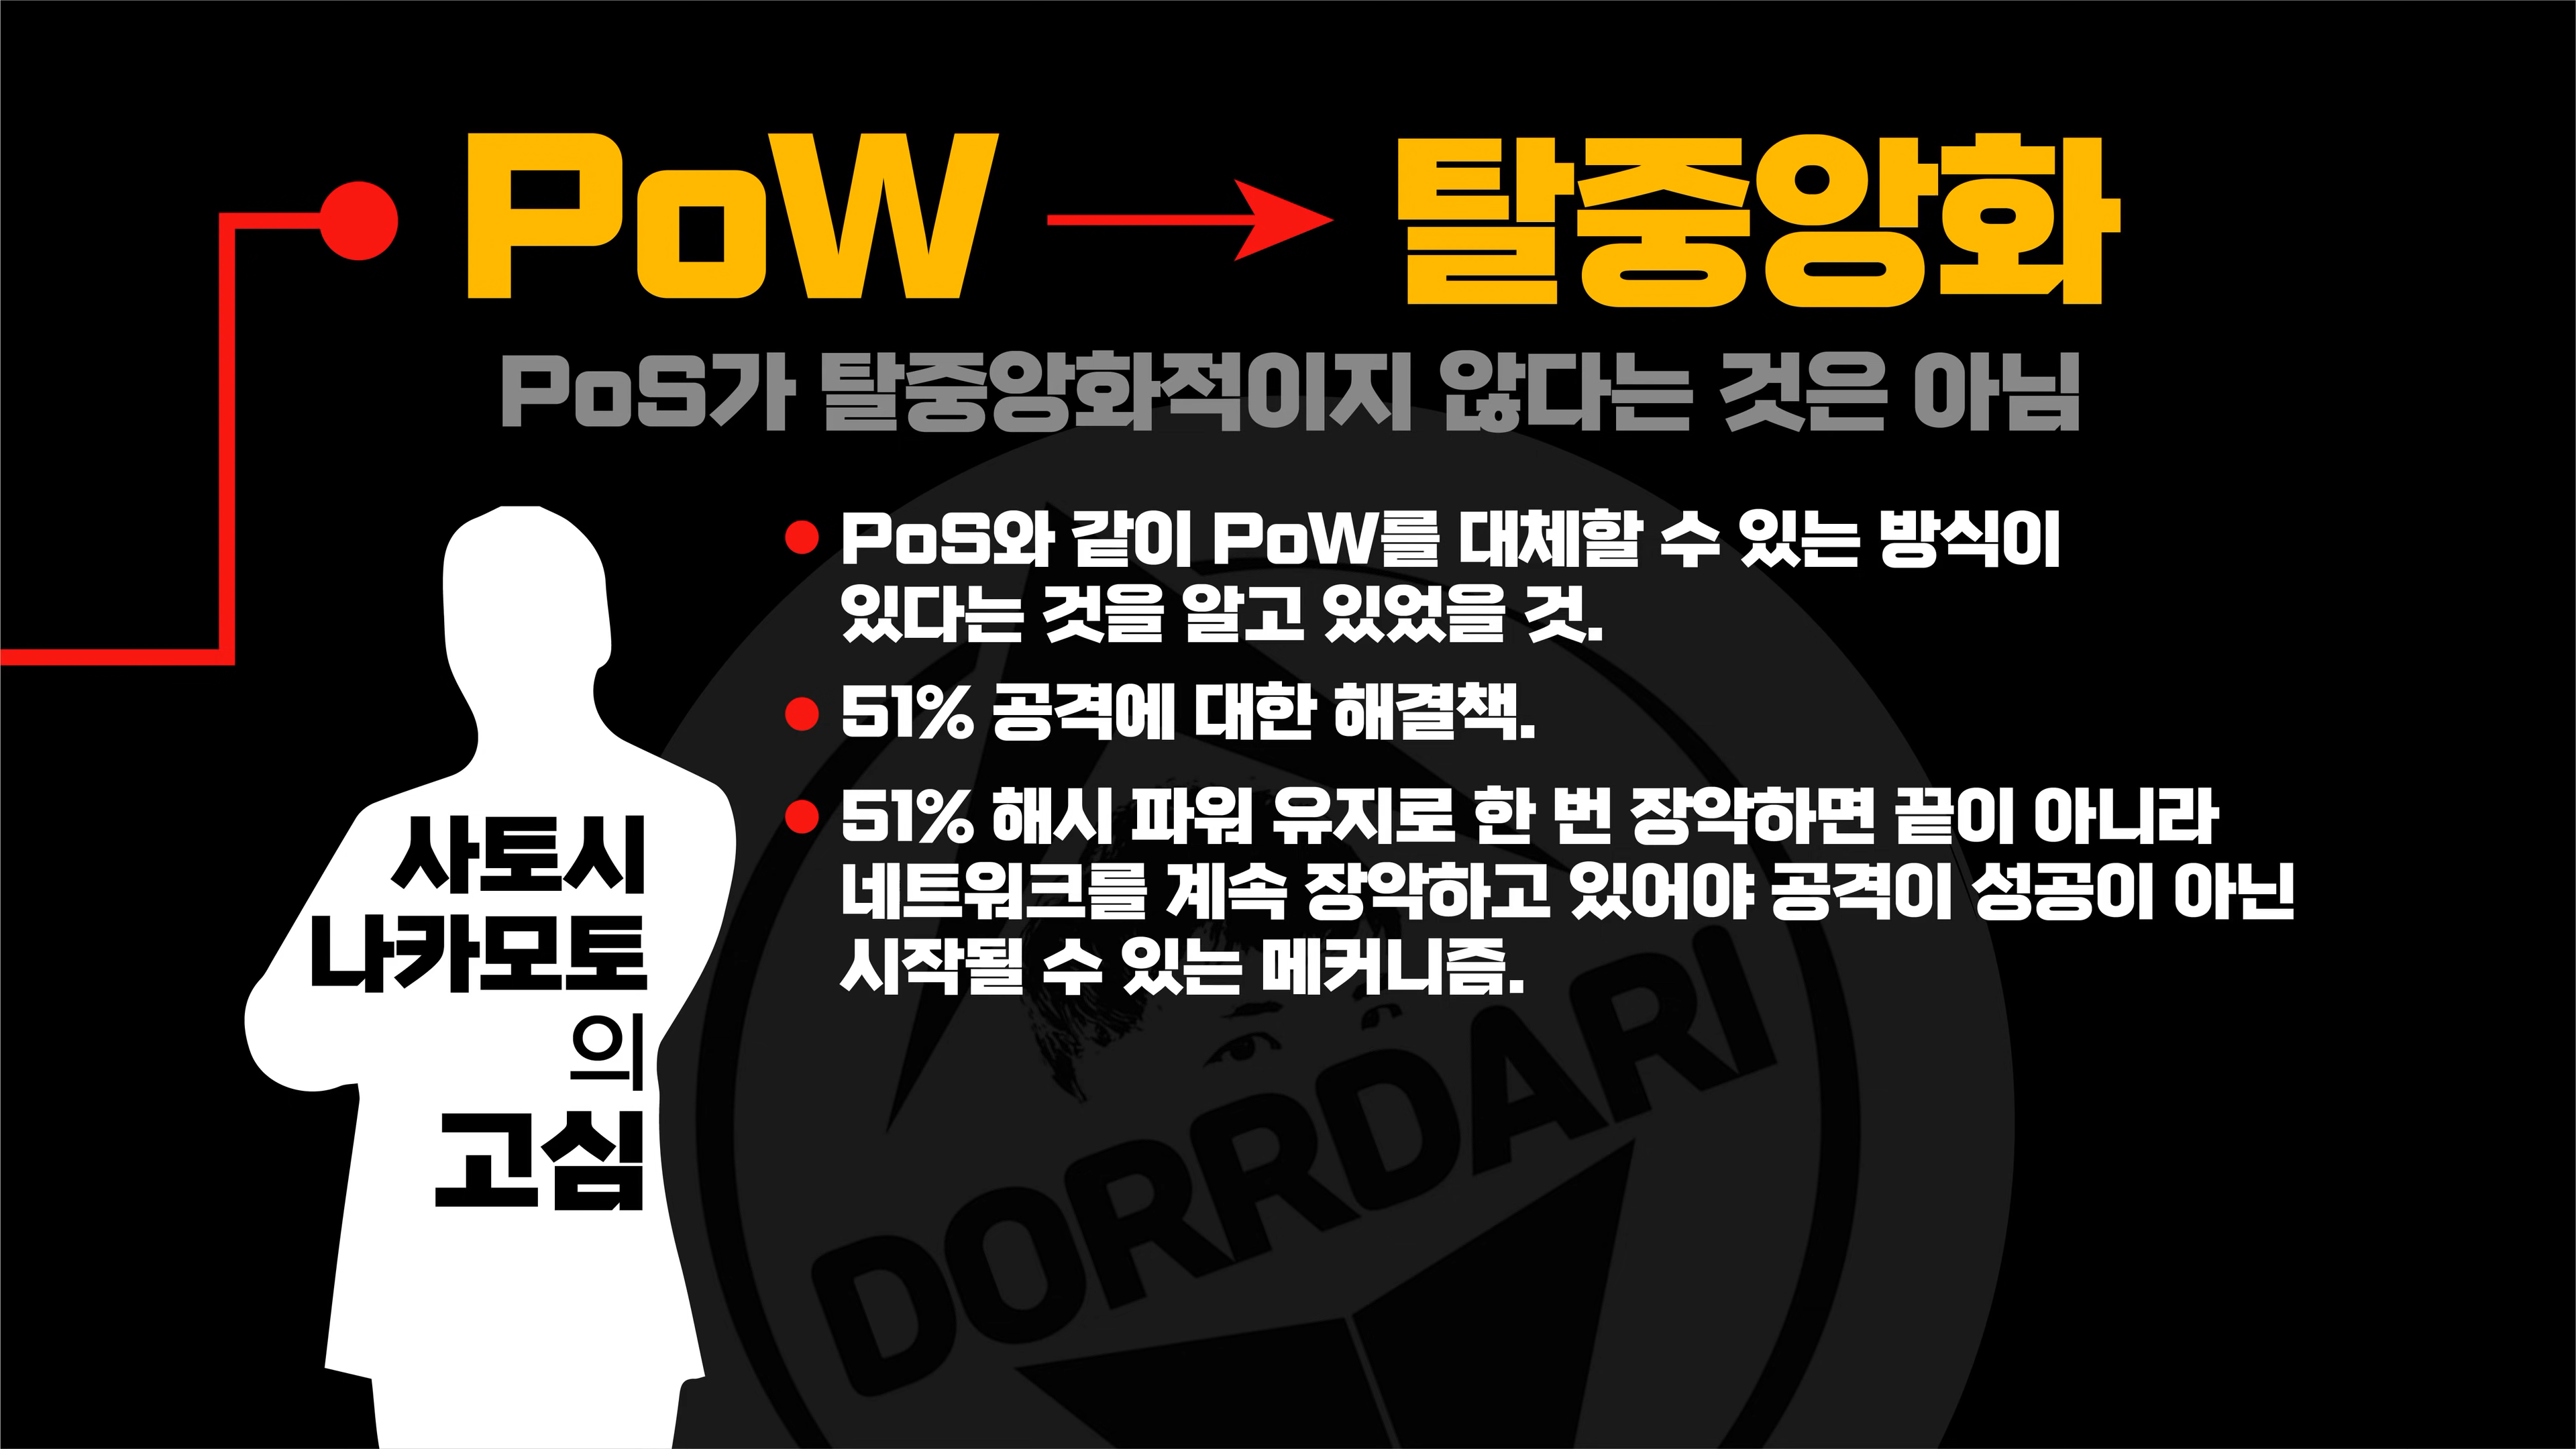 PoW → 탈중앙화
PoS가 탈중앙화적이지 않다는 것은 아님
PoS와 같이 PoW를 대체할 수 있는 방식이
있다는 것을 알고 있었을 것.
51% 공격에 대한 해결책.
51% 해시 파워 유지로 한 번 장악하면 끝이 아니라
네트워크를 계속 장악하고 있어야 공격이 성공이 아닌
시작될 수 있는 메커니즘.
사토시
나카모토
의
고심
DORRDARI